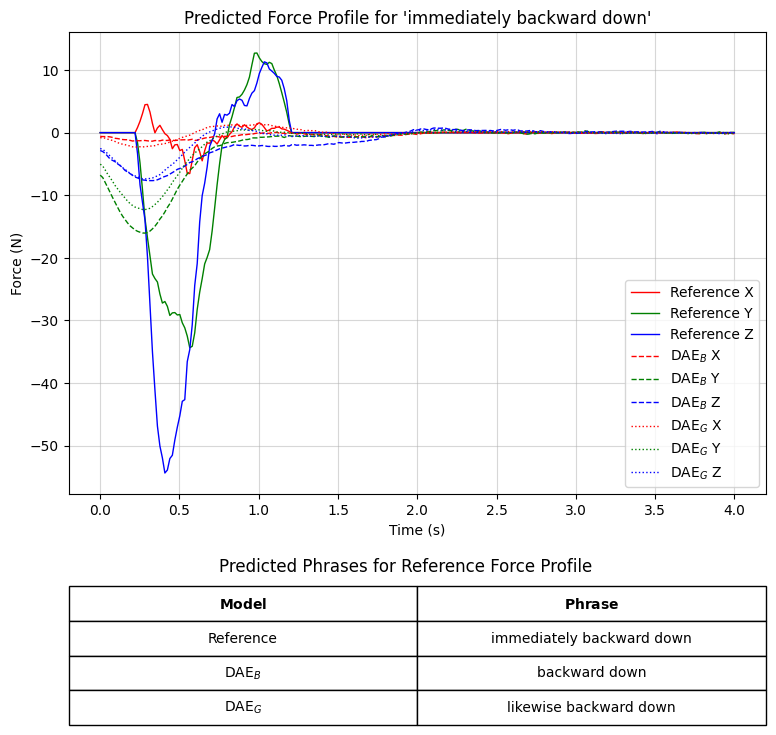 Predicted Force Profile for 'immediately backward down'
Force (N)
10
0
−10
−20
−30
−40
−50
Reference X
Reference Y
Reference Z
DAE_B X
DAE_B Y
DAE_B Z
DAE_G X
DAE_G Y
DAE_G Z
0.0 0.5 1.0 1.5 2.0 2.5 3.0 3.5 4.0
Time (s)
Predicted Phrases for Reference Force Profile
Model Phrase
Reference immediately backward down
DAE_B backward down
DAE_G likewise backward down